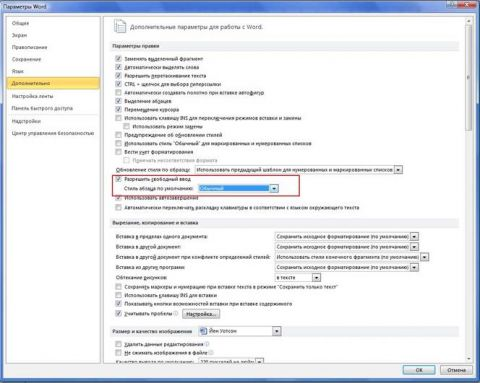 Параметры Word
Общие
Экран
Правописание
Сохранение
Язык
Дополнительно
Настройка ленты
Панель быстрого доступа
Надстройки
Центр управления безопасностью
Дополнительные параметры для работы с Word.
Параметры правки
Заменять выделенный фрагмент
Автоматически выделять слова
Разрешить перетаскивание текста
CTRL + щелчок для выбора гиперссылки
Автоматически создавать полотно при вставке автофигур
Выделение абзацев
Перемещение курсора
Использовать клавишу INS для переключения режимов вставки и замены
Использовать режим замены
Предупреждение об обновлении стилей
Использовать стиль "Обычный" для маркированных и нумерованных списков
Вести учет форматирования
Помечать несоответствия формата
Обновление стиля по образцу: Использовать предыдущий шаблон для нумерованных и маркированных списков
Разрешить свободный ввод
Стиль абзаца по умолчанию: Обычный
Использовать автозавершение
Автоматически переключать раскладку клавиатуры в соответствии с языком окружающего текста
Вырезание, копирование и вставка
Вставка в пределах одного документа: Сохранить исходное форматирование (по умолчанию)
Вставка в другой документ: Сохранить исходное форматирование (по умолчанию)
Вставка в другой документ при конфликте определений стилей: Использовать стили конечного фрагмента (по умолчанию)
Вставка из других программ: Сохранить исходное форматирование (по умолчанию)
Обтекание рисунков: в тексте
Сохранять маркеры и нумерацию при вставке текста в режиме "Сохранить только текст"
Использовать клавишу INS для вставки
Показывать кнопки возможностей вставки при вставке содержимого
Учитывать пробелы Настройка...
Размер и качество изображения Йен Уотсон
Удалить данные редактирования
Не сжимать изображения в файле
ОК Отмена